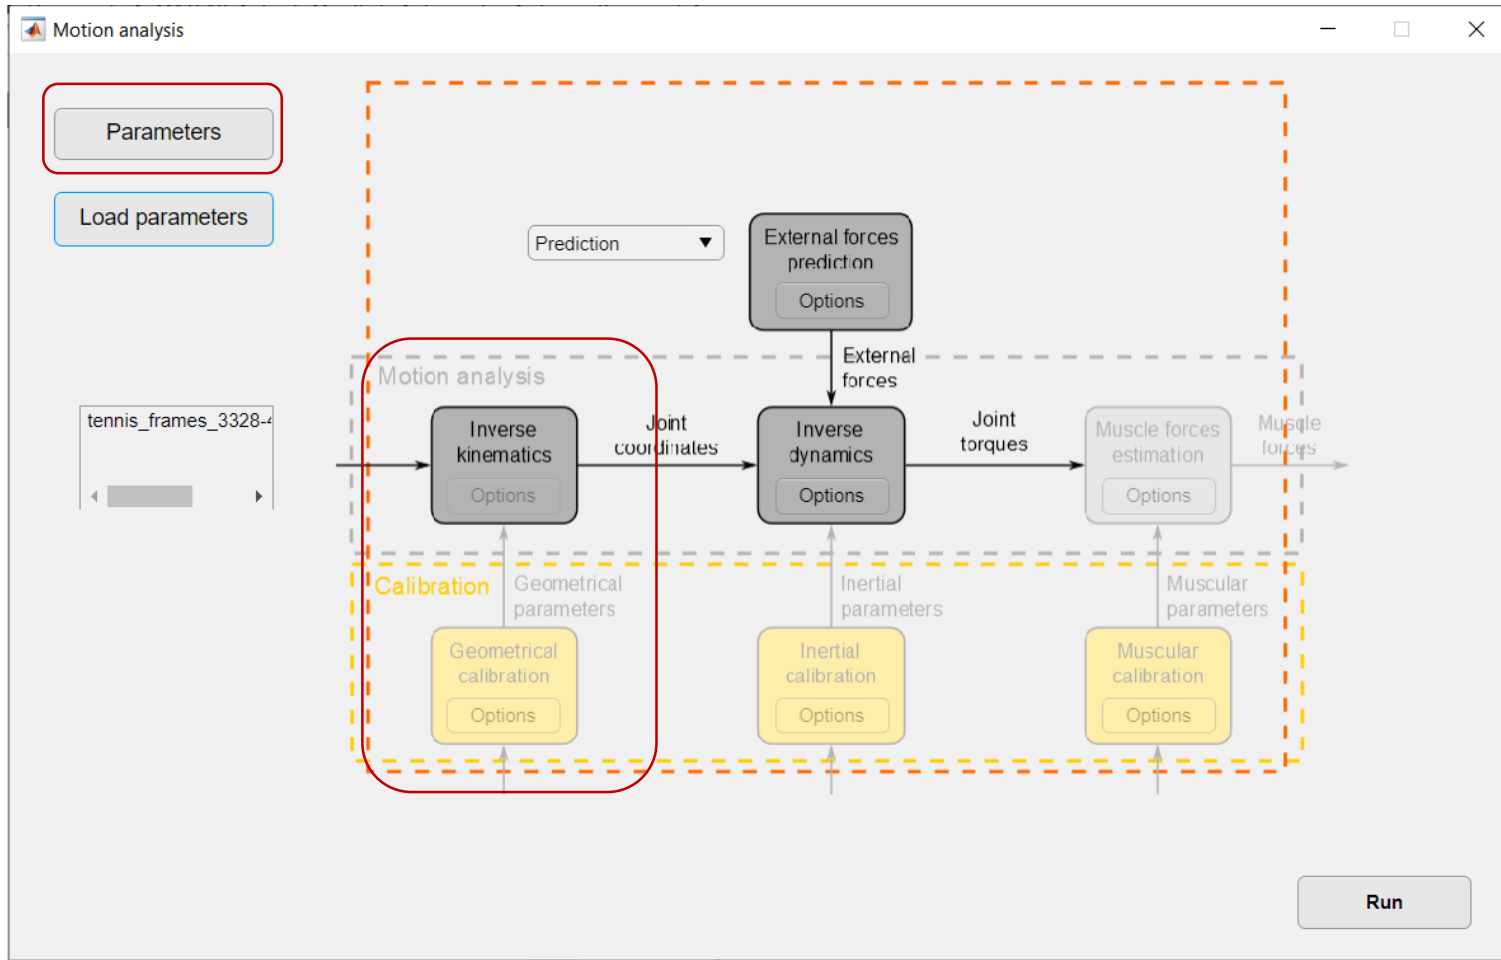 Motion analysis
Parameters
Load parameters
Prediction
External forces
prediction
Options
External
forces
Motion analysis
tennis_frames_3328-
Inverse
kinematics
Options
Joint
coordinates
Inverse
dynamics
Options
Joint
torques
Muscle forces
estimation
Options
Muscle
forces
Calibration
Geometrical
parameters
Inertial
parameters
Muscular
parameters
Geometrical
calibration
Options
Inertial
calibration
Options
Muscular
calibration
Options
Run